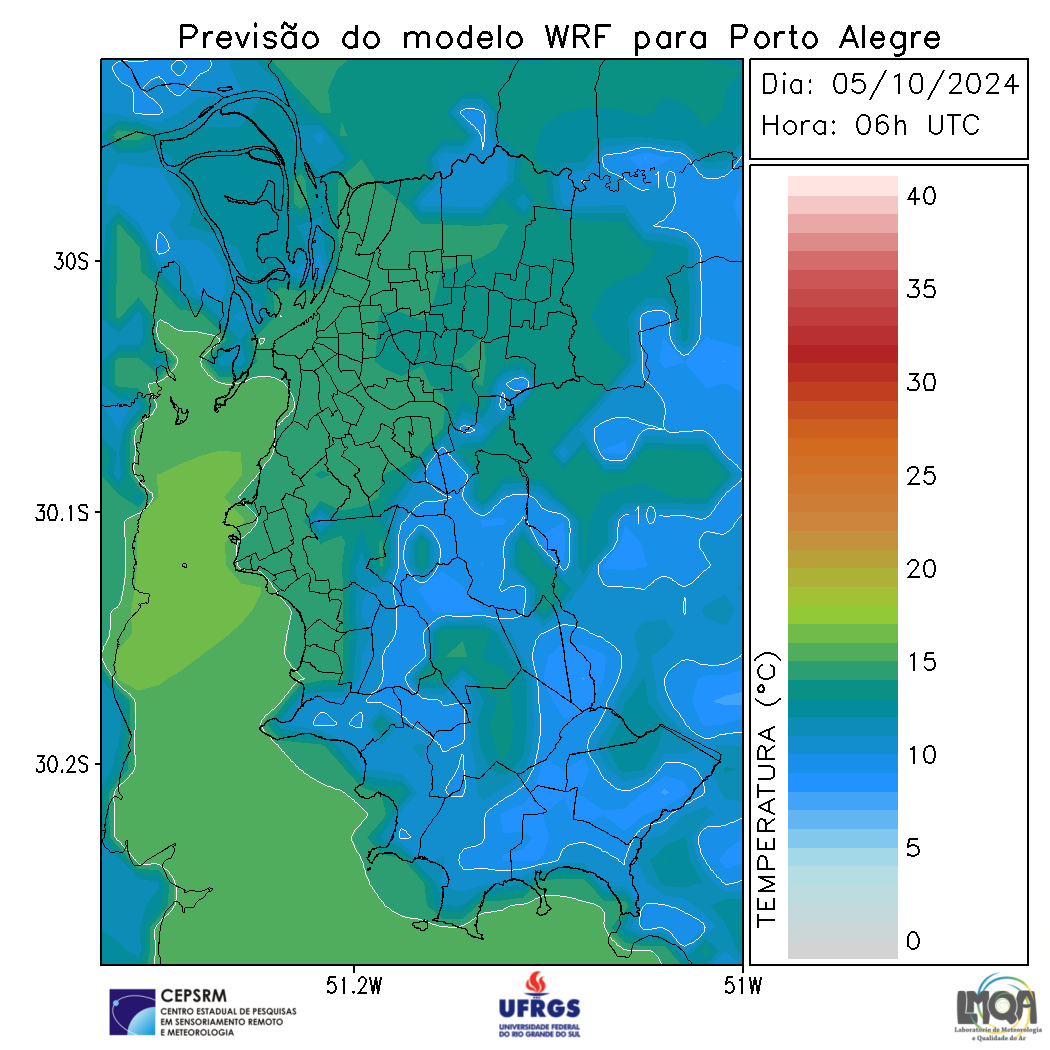 Previsão do modelo WRF para Porto Alegre
Dia: 05/10/2024
Hora: 06h UTC
30S
30.1S
30.2S
51.2W
51W
10
10
TEMPERATURA (°C)
40
35
30
25
20
15
10
5
0
CEPSRM
CENTRO ESTADUAL DE PESQUISAS
EM SENSORIAMENTO REMOTO
E METEOROLOGIA
UFRGS
UNIVERSIDADE FEDERAL
DO RIO GRANDE DO SUL
LMQA
Laboratório de Meteorologia
e Qualidade do Ar